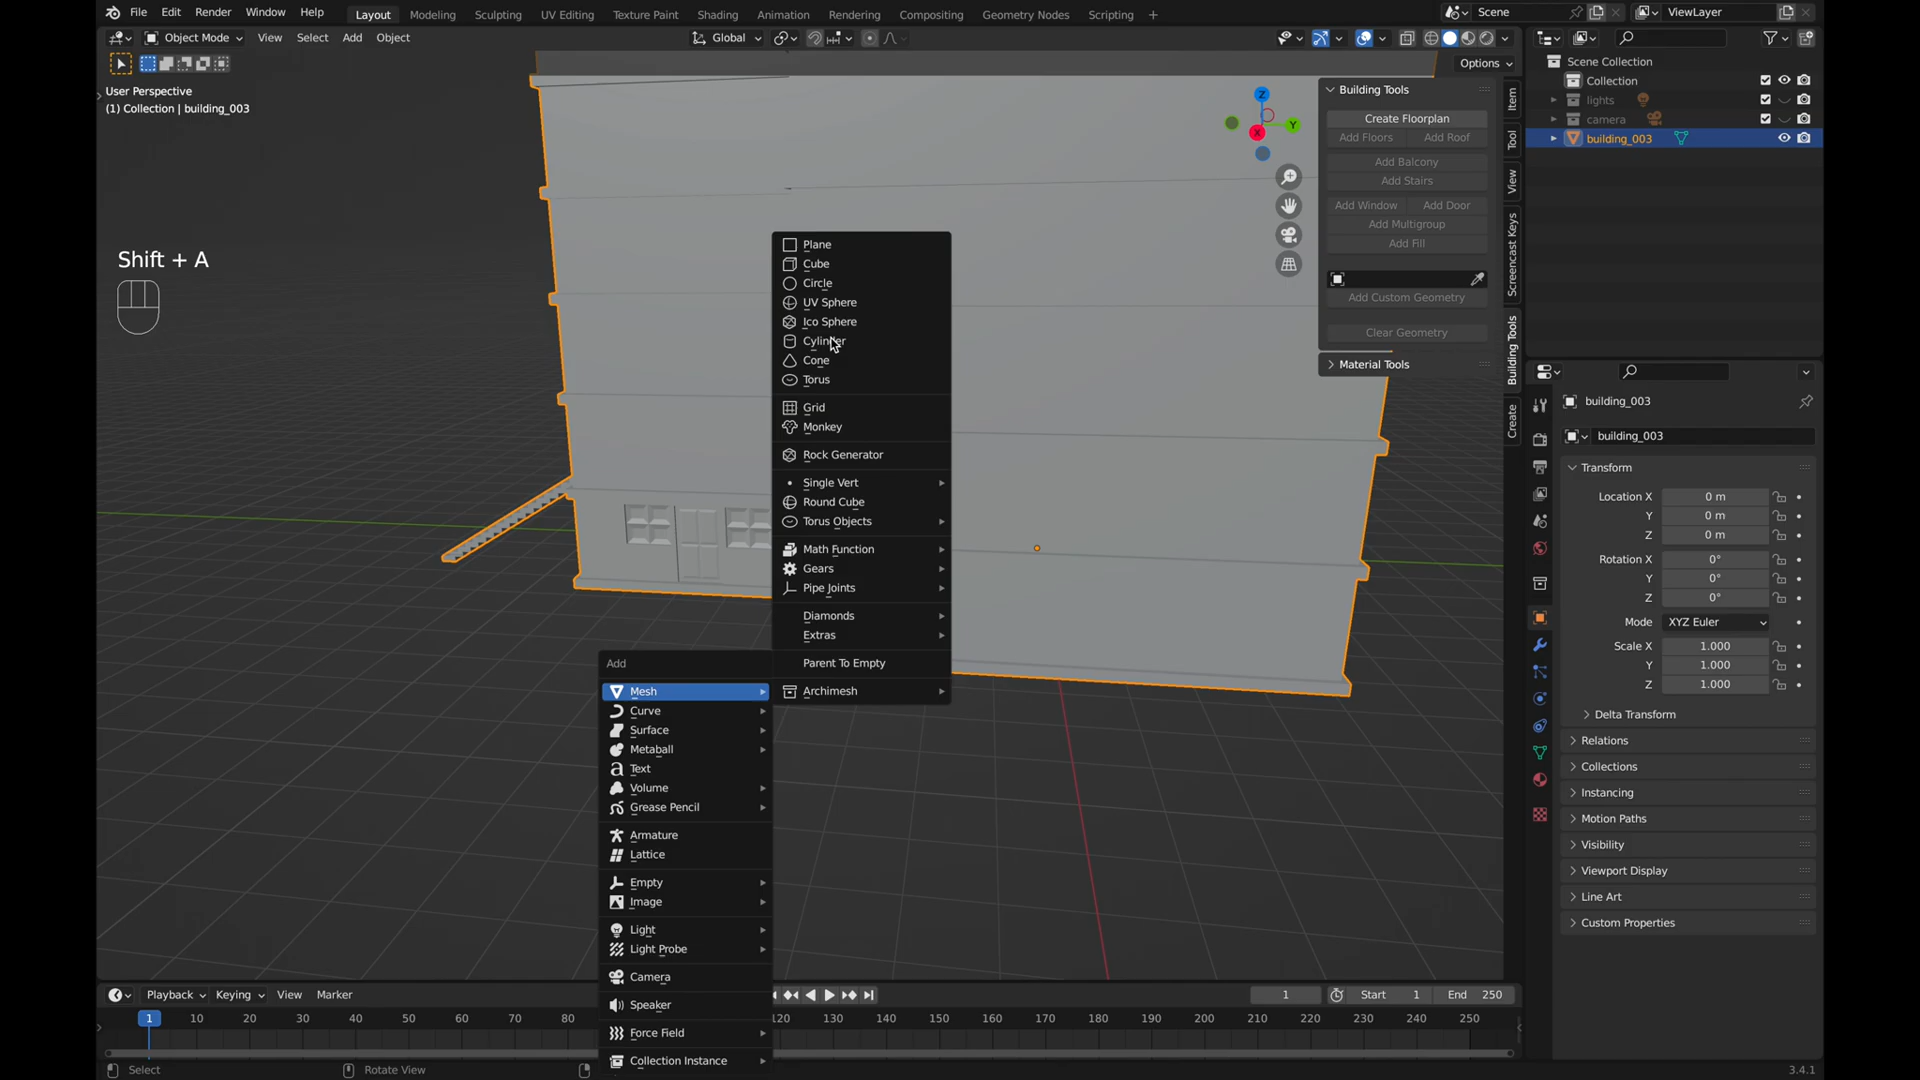 File Edit Render Window Help Layout Modeling Sculpting UV Editing Texture Paint Shading Animation Rendering Compositing Geometry Nodes Scripting + Scene ViewLayer
Object Mode View Select Add Object Global
Options
User Perspective
(1) Collection | building_003
Shift + A
Z
Y
X
Building Tools
Create Floorplan
Add Floors Add Roof
Add Balcony
Add Stairs
Add Window Add Door
Add Multigroup
Add Fill
Add Custom Geometry
Clear Geometry
Material Tools
Item
Tool
View
Screencast Keys
Building Tools
Create
Plane
Cube
Circle
UV Sphere
Ico Sphere
Cylinder
Cone
Torus
Grid
Monkey
Rock Generator
Single Vert
Round Cube
Torus Objects
Math Function
Gears
Pipe Joints
Diamonds
Extras
Parent To Empty
Archimesh
Add
Mesh
Curve
Surface
Metaball
Text
Volume
Grease Pencil
Armature
Lattice
Empty
Image
Light
Light Probe
Camera
Speaker
Force Field
Collection Instance
Scene Collection
Collection
lights
camera
building_003
building_003
building_003
Transform
Location X 0 m
Y 0 m
Z 0 m
Rotation X 0°
Y 0°
Z 0°
Mode XYZ Euler
Scale X 1.000
Y 1.000
Z 1.000
Delta Transform
Relations
Collections
Instancing
Motion Paths
Visibility
Viewport Display
Line Art
Custom Properties
Playback Keying View Marker 1 Start 1 End 250
1 10 20 30 40 50 60 70 80 120 130 140 150 160 170 180 190 200 210 220 230 240 250
Select Rotate View 3.4.1